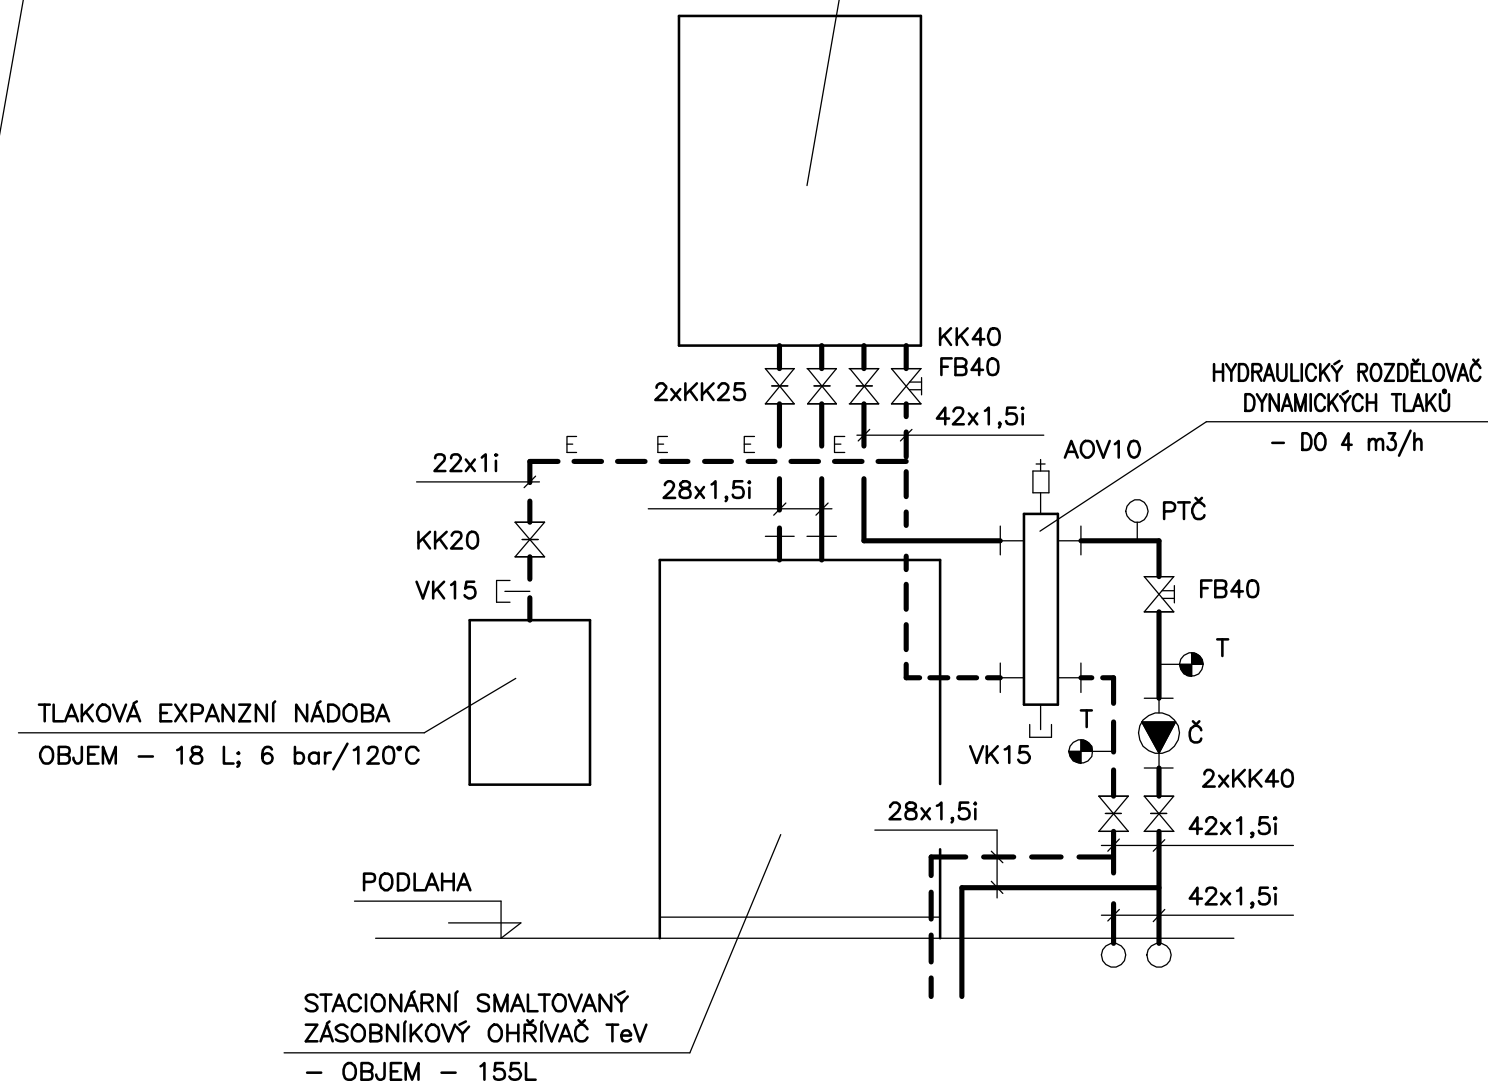 KK40
FB40
2xKK25
42x1,5i
HYDRAULICKÝ ROZDĚLOVAČ
DYNAMICKÝCH TLAKŮ
– DO 4 m3/h
E E E E
22x1i
28x1,5i
AOV10
PTČ
KK20
VK15
FB40
T
TLAKOVÁ EXPANZNÍ NÁDOBA
OBJEM – 18 L; 6 bar/120°C
T
VK15
Č
2xKK40
28x1,5i
42x1,5i
PODLAHA
42x1,5i
STACIONÁRNÍ SMALTOVANÝ
ZÁSOBNÍKOVÝ OHŘÍVAČ TeV
– OBJEM – 155L